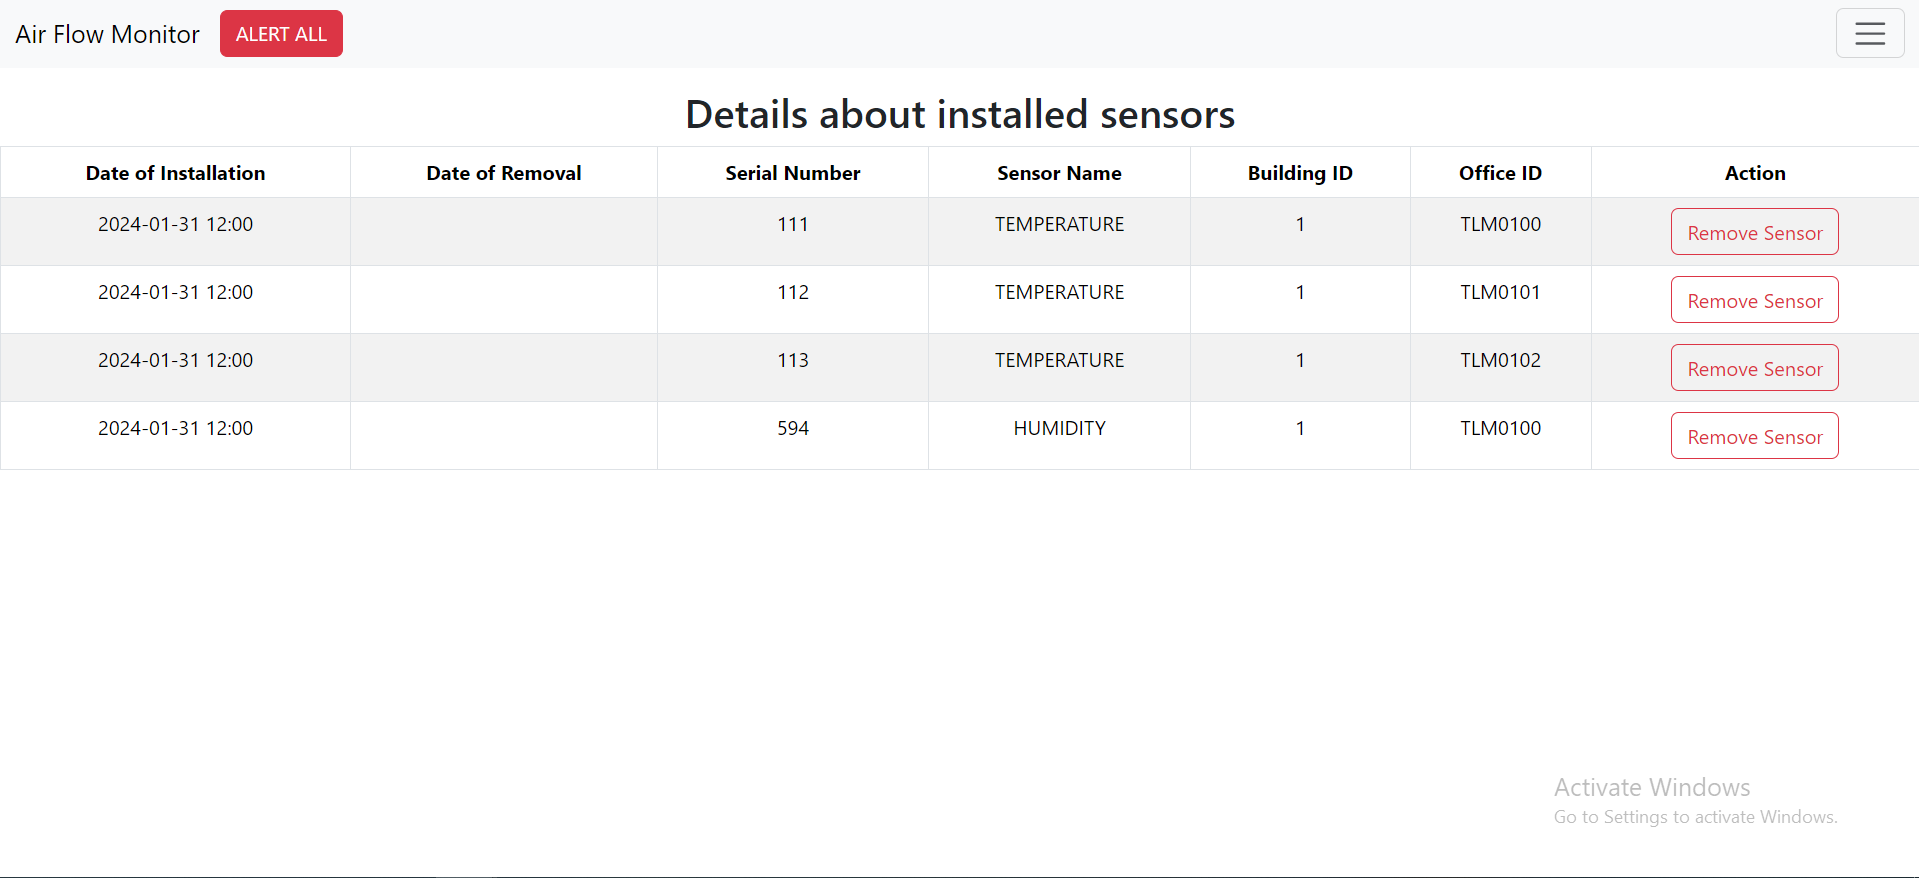 Air Flow Monitor ALERT ALL
Details about installed sensors
Date of Installation Date of Removal Serial Number Sensor Name Building ID Office ID Action
2024-01-31 12:00 111 TEMPERATURE 1 TLM0100 Remove Sensor
2024-01-31 12:00 112 TEMPERATURE 1 TLM0101 Remove Sensor
2024-01-31 12:00 113 TEMPERATURE 1 TLM0102 Remove Sensor
2024-01-31 12:00 594 HUMIDITY 1 TLM0100 Remove Sensor
Activate Windows
Go to Settings to activate Windows.